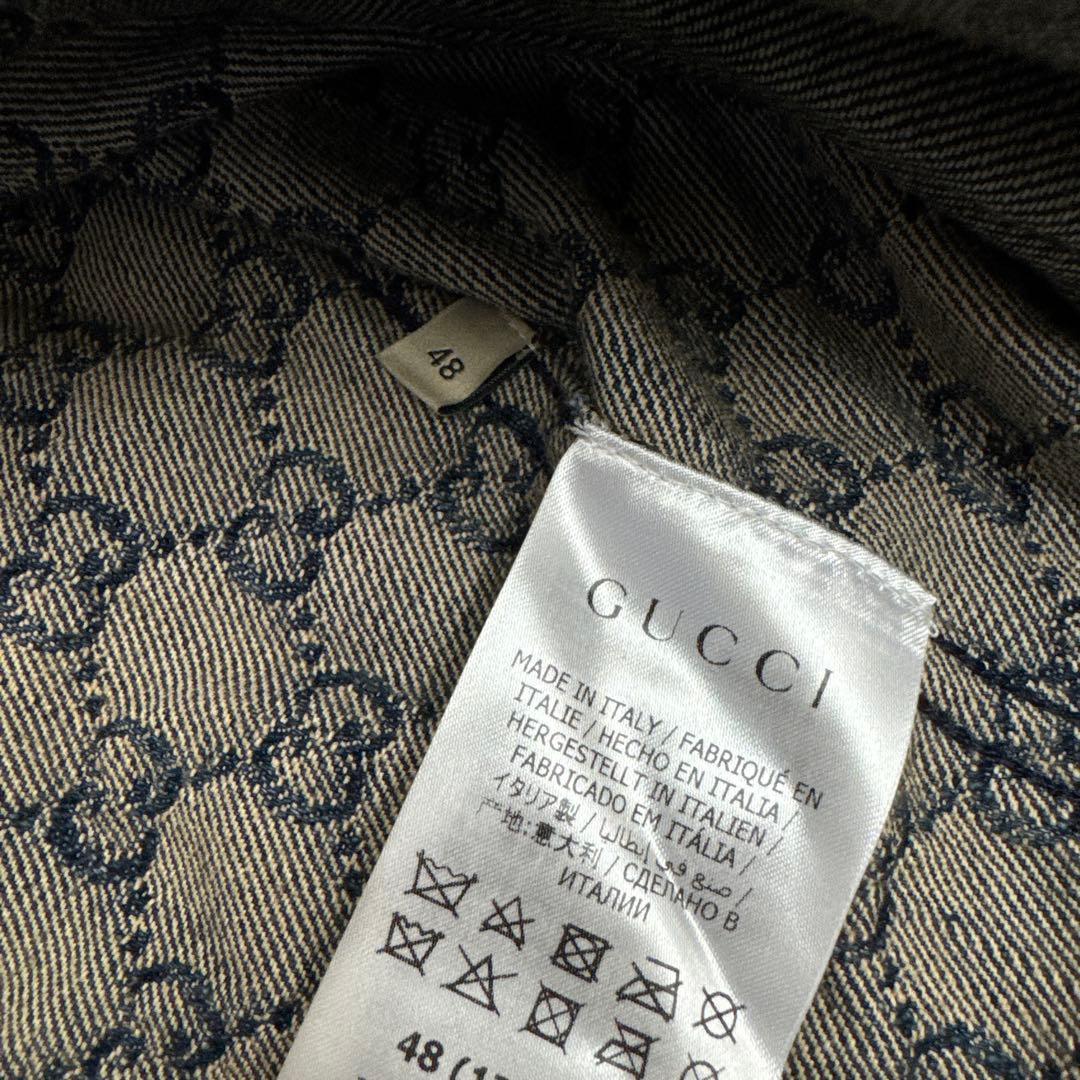 48
GUCCI
MADE IN ITALY / FABRIQUÉ EN
ITALIE / HECHO EN ITALIA /
HERGESTELLT IN ITALIEN /
FABRICADO EM ITÁLIA /
イタリア製 / صنع في إيطاليا /
产地: 意大利 / СДЕЛАНО В
ИТАЛИИ
48